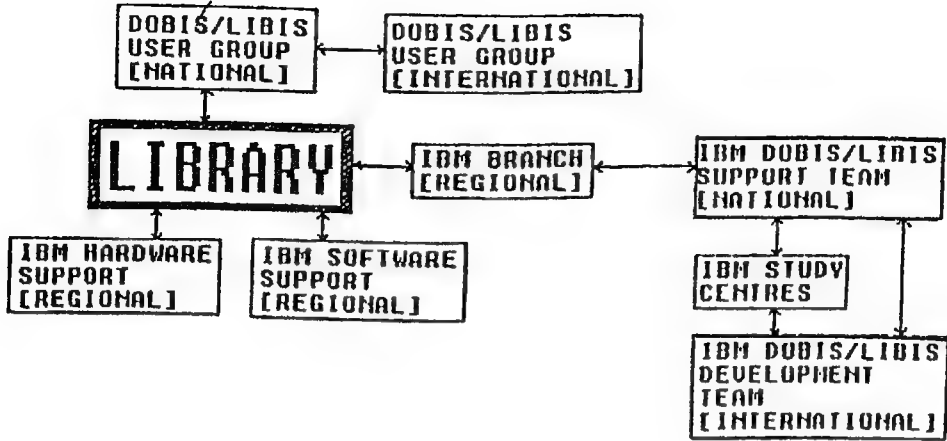 DOBIS/LIBIS
USER GROUP
[NATIONAL]
DOBIS/LIBIS
USER GROUP
[INTERNATIONAL]
LIBRARY
IBM BRANCH
[REGIONAL]
IBM DOBIS/LIBIS
SUPPORT TEAM
[NATIONAL]
IBM HARDWARE
SUPPORT
[REGIONAL]
IBM SOFTWARE
SUPPORT
[REGIONAL]
IBM STUDY
CENTRES
IBM DOBIS/LIBIS
DEVELOPMENT
TEAM
[INTERNATIONAL]